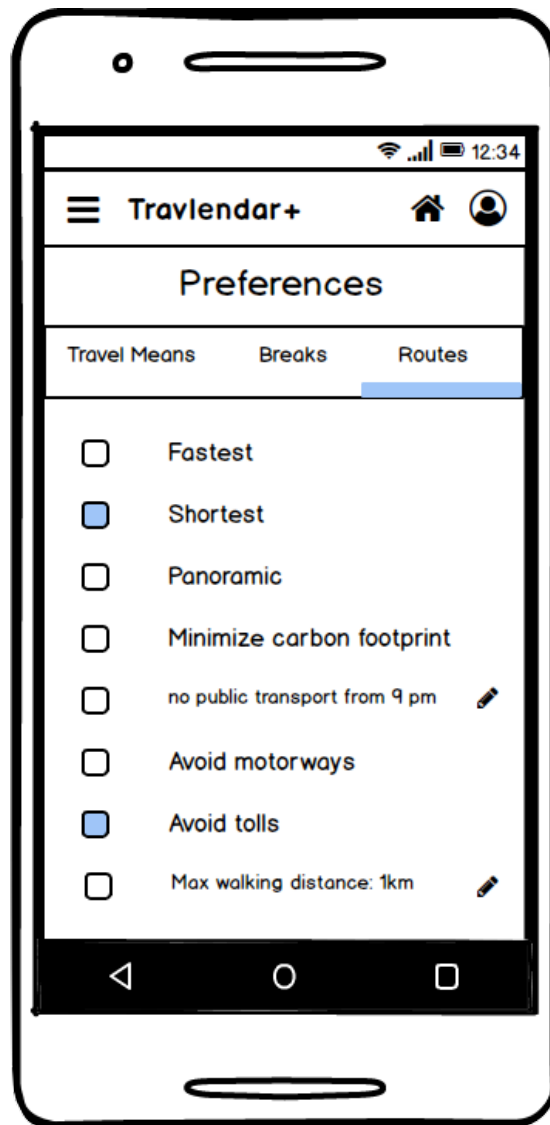 12:34
Travlendar+
Preferences
Travel Means Breaks Routes
Fastest
Shortest
Panoramic
Minimize carbon footprint
no public transport from 9 pm
Avoid motorways
Avoid tolls
Max walking distance: 1km